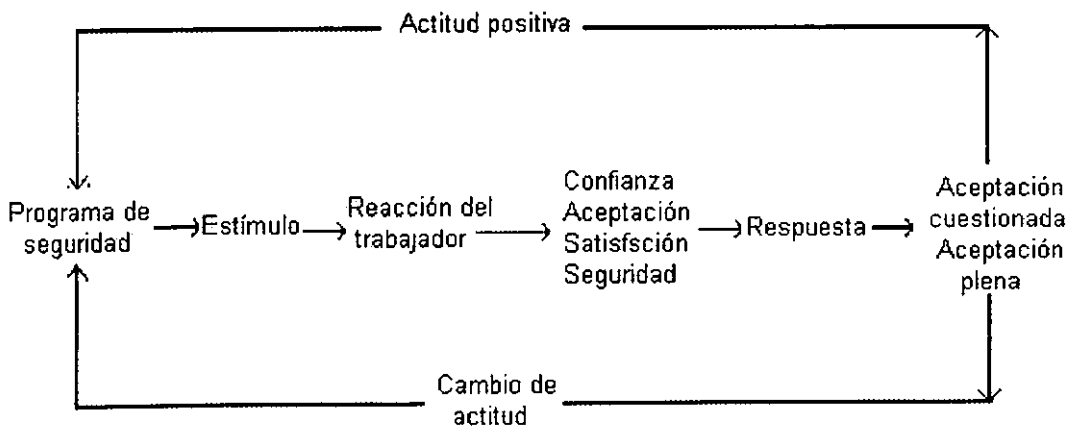 Actitud positiva
Programa de
seguridad
Estímulo
Reacción del
trabajador
Confianza
Aceptación
Satisfsción
Seguridad
Respuesta
Aceptación
cuestionada
Aceptación
plena
Cambio de
actitud